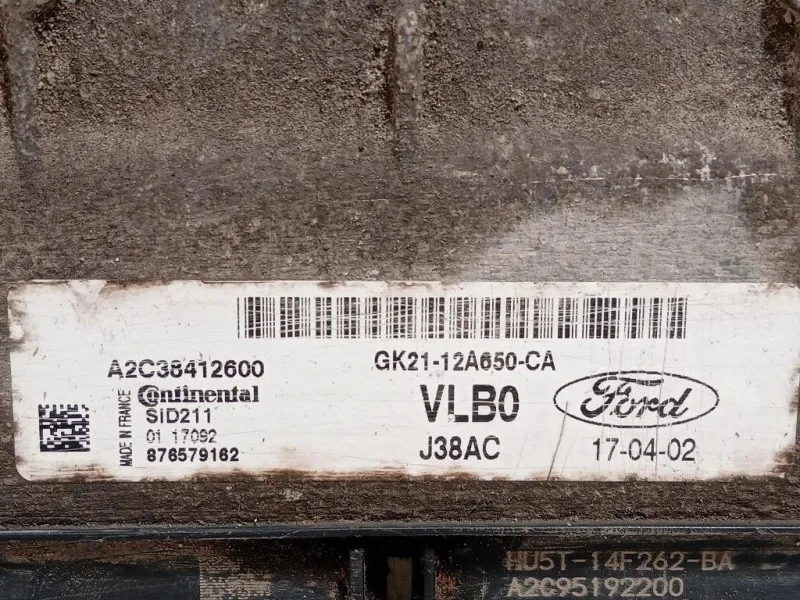 A2C38412600
GK21-12A650-CA
MADE IN FRANCE
Continental
SID211
01 17092
876579162
VLB0
Ford
J38AC
17-04-02
HU5T-14F262-BA
A2C95192200